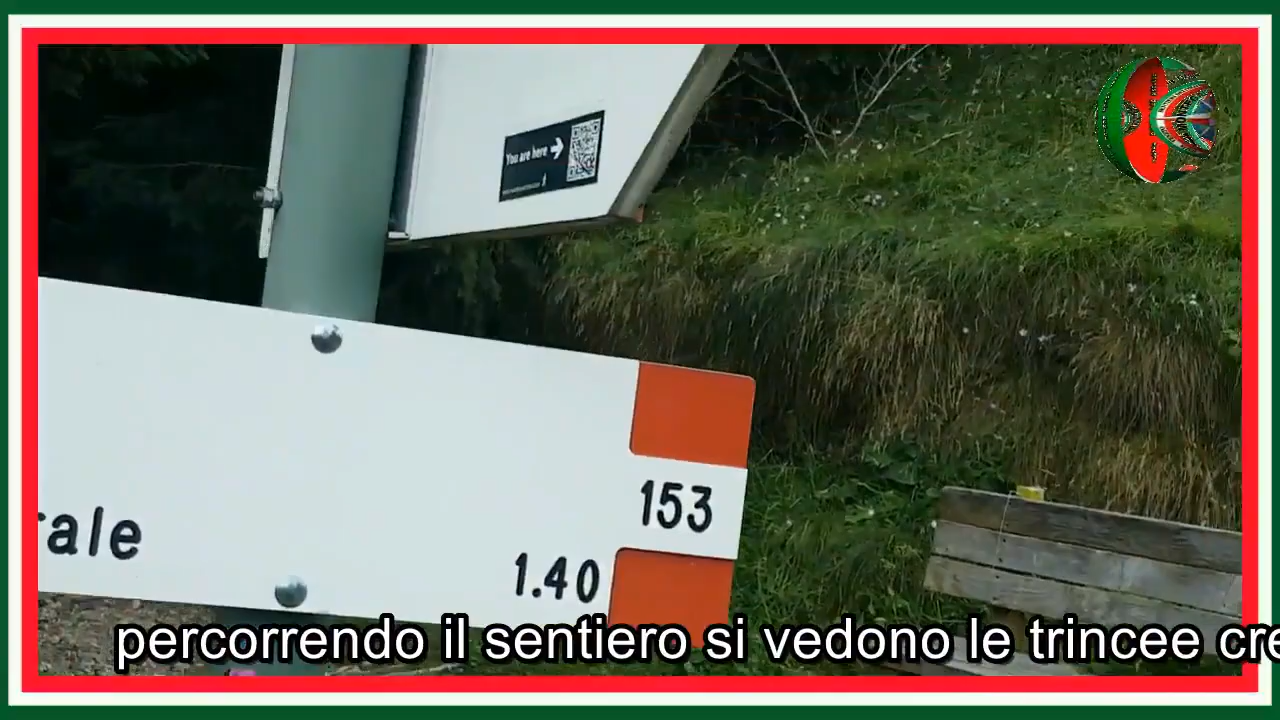 You are here
153
rale
1.40
percorrendo il sentiero si vedono le trincee cre